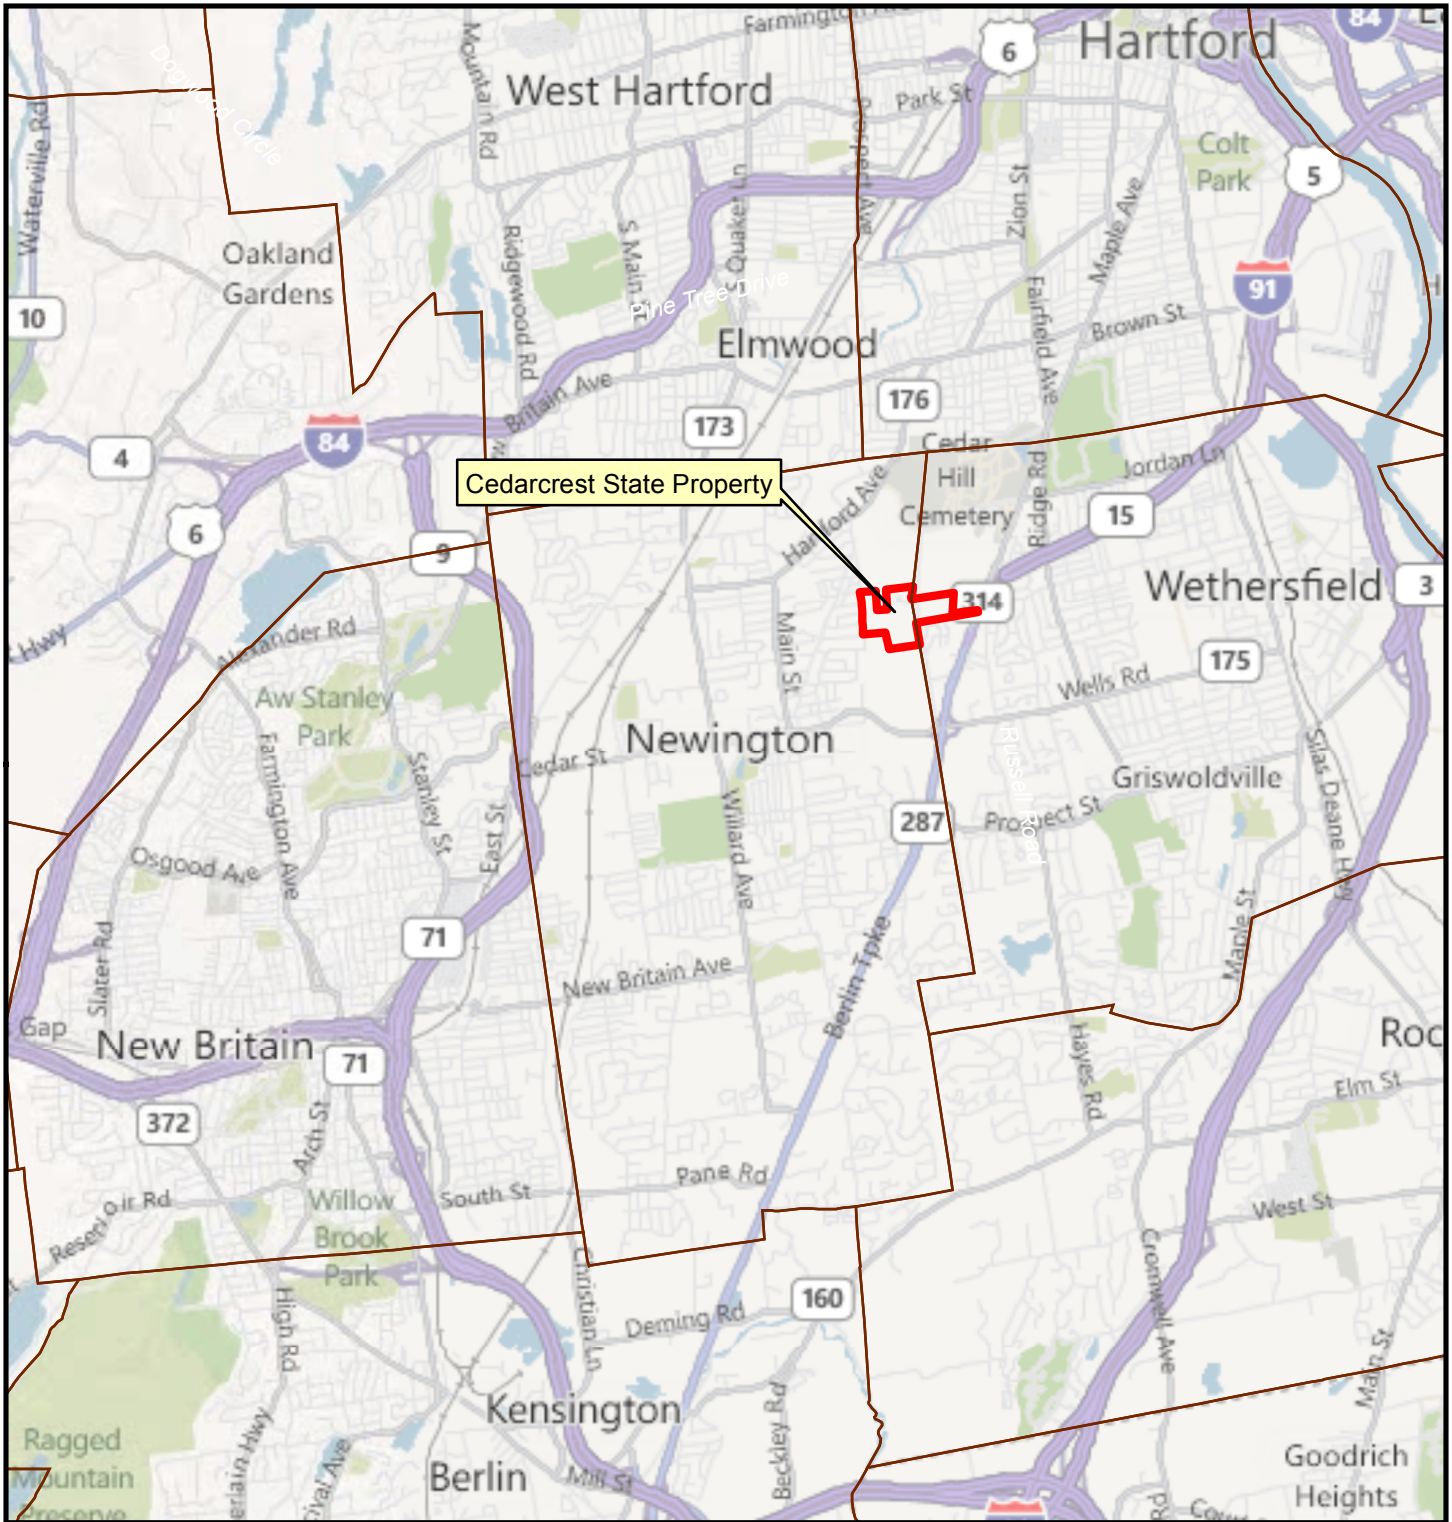 Farmington
84
6
Hartford
Mountain Rd
West Hartford
Park St
Prospect Ave
Dogwood Circle
Waterville Rd
Colt
Park
5
Zion St
Maple Ave
S Quaker Ln
S Main
Ridgewood Rd
Oakland
Gardens
Pine Tree Drive
91
10
Brown St
Fairfield Ave
Elmwood
Britain Ave
176
173
84
4
Cedar
Hill
Cemetery
Jordan Ln
Ridge Rd
Cedarcrest State Property
Hartford Ave
15
6
9
Wethersfield
3
314
Hwy
Alexander Rd
Main St
175
Wells Rd
Aw Stanley
Park
Newington
Russell Road
Farmington Ave
Stanley St
Cedar St
Griswoldville
Silas Deane Hwy
East St
Willard Ave
287
Prospect St
Osgood Ave
71
Slater Rd
Maple St
New Britain Ave
Berlin Tpke
Gap
New Britain
71
Roc
Hayes Rd
Elm St
372
Arch St
Pane Rd
South St
Willow
Brook
Park
Reservoir Rd
West St
Christian Ln
Cromwell Ave
High Rd
160
Deming Rd
Main St
Kensington
Beckley Rd
Ragged
Mountain
Preserve
Berlin
Mill St
Goodrich
Heights